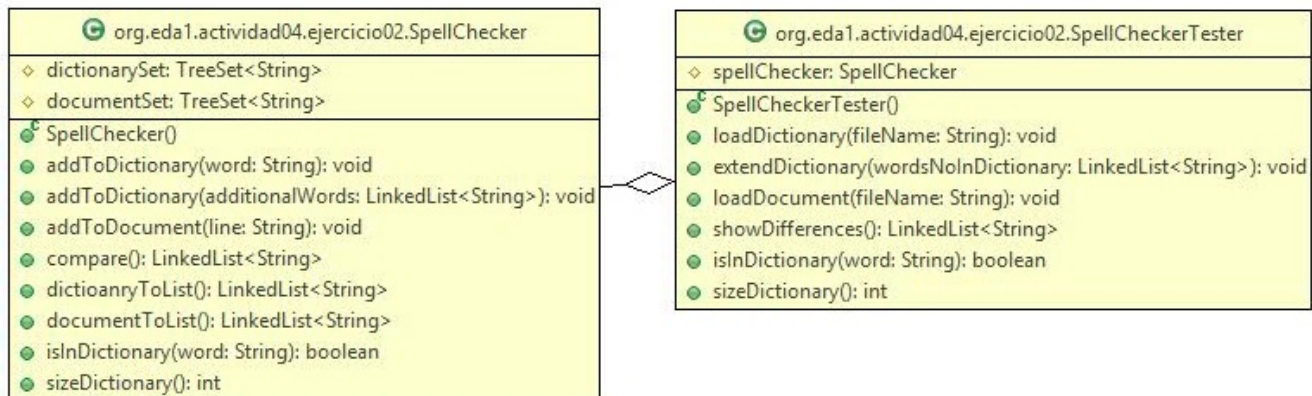 org.eda1.actividad04.ejercicio02.SpellChecker
dictionarySet: TreeSet<String>
documentSet: TreeSet<String>
SpellChecker()
addToDictionary(word: String): void
addToDictionary(additionalWords: LinkedList<String>): void
addToDocument(line: String): void
compare(): LinkedList<String>
dictioanryToList(): LinkedList<String>
documentToList(): LinkedList<String>
isInDictionary(word: String): boolean
sizeDictionary(): int
org.eda1.actividad04.ejercicio02.SpellCheckerTester
spellChecker: SpellChecker
SpellCheckerTester()
loadDictionary(fileName: String): void
extendDictionary(wordsNoInDictionary: LinkedList<String>): void
loadDocument(fileName: String): void
showDifferences(): LinkedList<String>
isInDictionary(word: String): boolean
sizeDictionary(): int